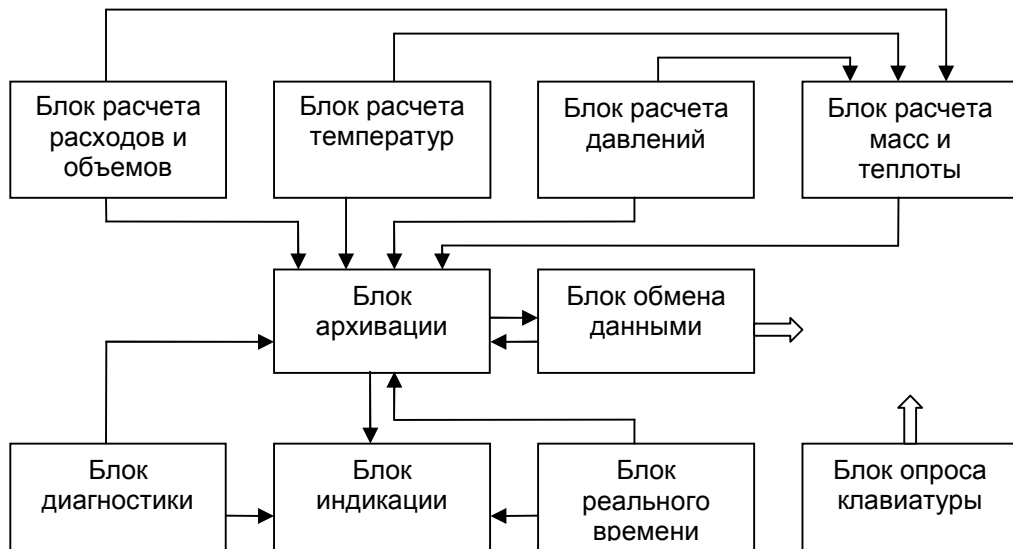 Блок расчета
расходов и
объемов
Блок расчета
температур
Блок расчета
давлений
Блок расчета
масс и
теплоты
Блок
архивации
Блок обмена
данными
Блок
диагностики
Блок
индикации
Блок
реального
времени
Блок опроса
клавиатуры